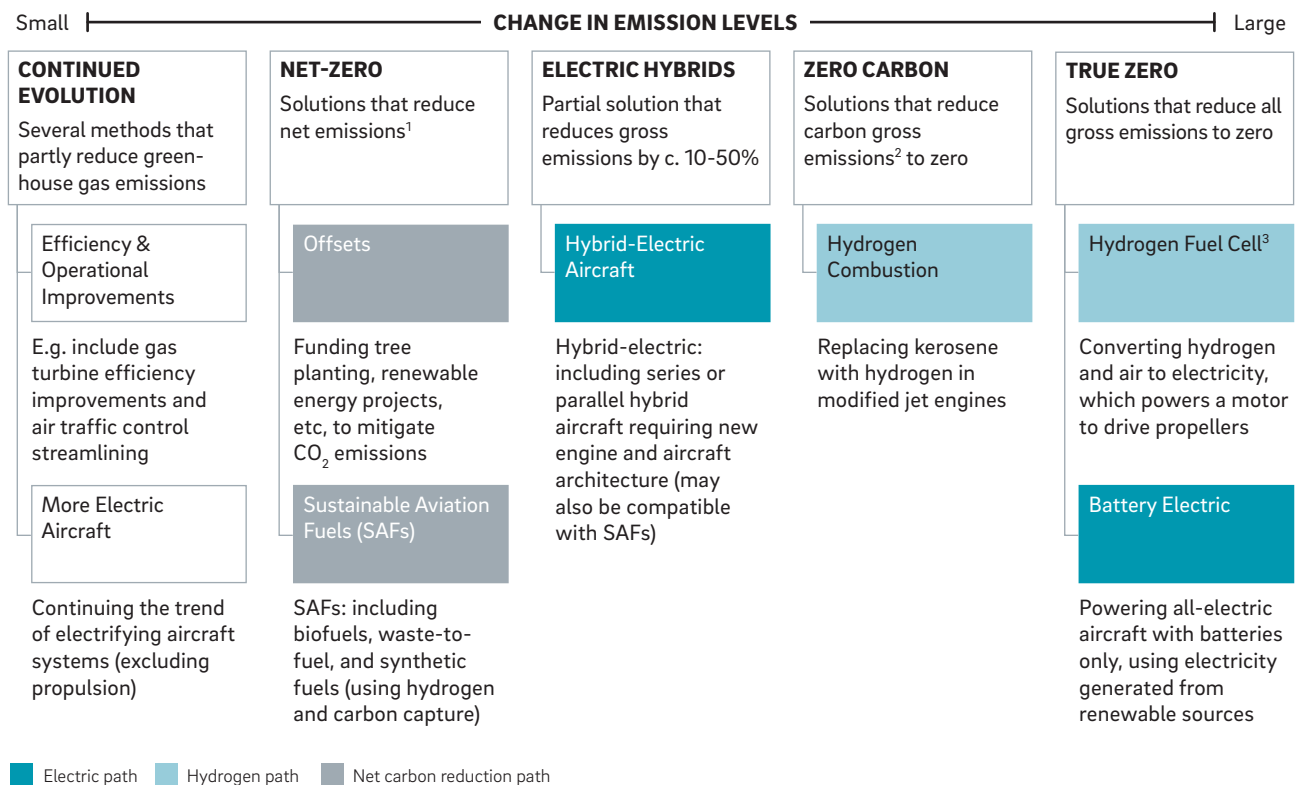 Small CHANGE IN EMISSION LEVELS Large
CONTINUED
EVOLUTION
Several methods that
partly reduce green-
house gas emissions
Efficiency &
Operational
Improvements
E.g. include gas
turbine efficiency
improvements and
air traffic control
streamlining
More Electric
Aircraft
Continuing the trend
of electrifying aircraft
systems (excluding
propulsion)
NET-ZERO
Solutions that reduce
net emissions¹
Offsets
Funding tree
planting, renewable
energy projects,
etc, to mitigate
CO₂ emissions
Sustainable Aviation
Fuels (SAFs)
SAFs: including
biofuels, waste-to-
fuel, and synthetic
fuels (using hydrogen
and carbon capture)
ELECTRIC HYBRIDS
Partial solution that
reduces gross
emissions by c. 10-50%
Hybrid-Electric
Aircraft
Hybrid-electric:
including series or
parallel hybrid
aircraft requiring new
engine and aircraft
architecture (may
also be compatible
with SAFs)
ZERO CARBON
Solutions that reduce
carbon gross
emissions² to zero
Hydrogen
Combustion
Replacing kerosene
with hydrogen in
modified jet engines
TRUE ZERO
Solutions that reduce all
gross emissions to zero
Hydrogen Fuel Cell³
Converting hydrogen
and air to electricity,
which powers a motor
to drive propellers
Battery Electric
Powering all-electric
aircraft with batteries
only, using electricity
generated from
renewable sources
Electric path Hydrogen path Net carbon reduction path